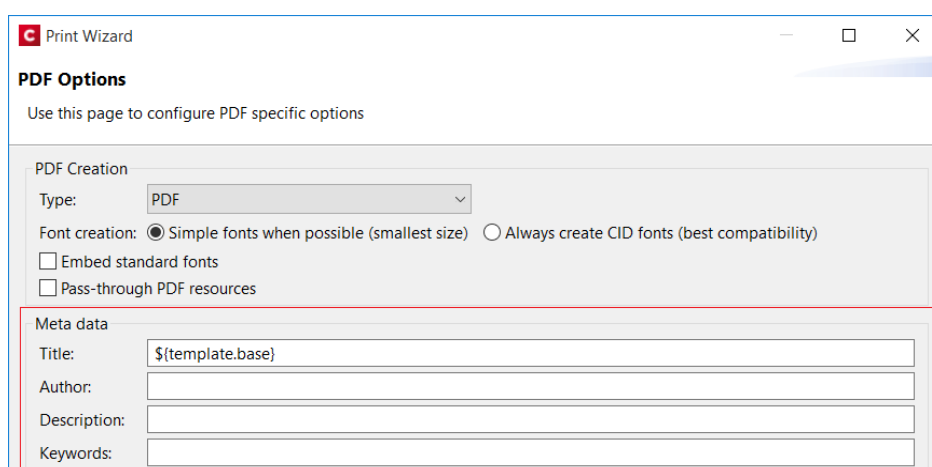 C Print Wizard
PDF Options
Use this page to configure PDF specific options
PDF Creation
Type: PDF
Font creation: Simple fonts when possible (smallest size) Always create CID fonts (best compatibility)
Embed standard fonts
Pass-through PDF resources
Meta data
Title: ${template.base}
Author:
Description:
Keywords: